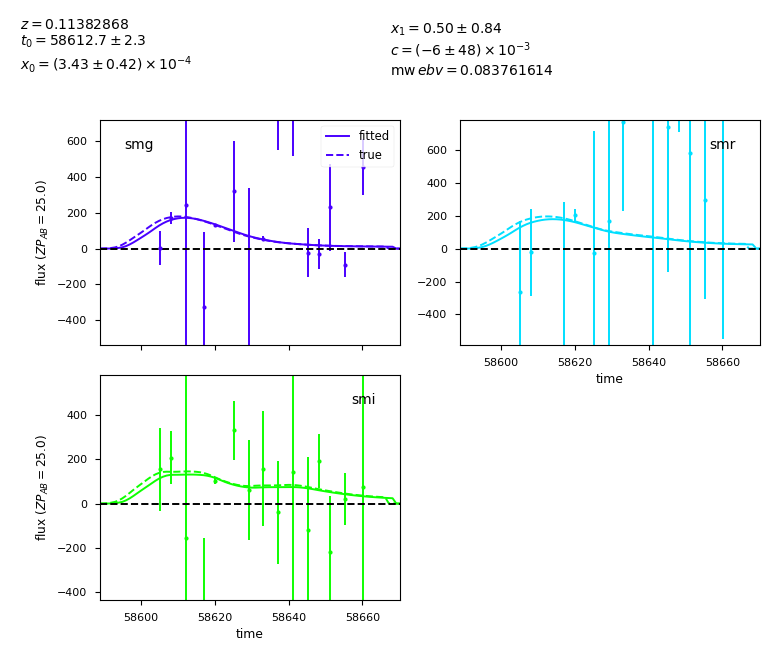 z = 0.11382868
t₀ = 58612.7 ± 2.3
x₀ = (3.43 ± 0.42) × 10⁻⁴
x₁ = 0.50 ± 0.84
c = (−6 ± 48) × 10⁻³
mw ebv = 0.083761614
smg
fitted
true
600
400
200
0
−200
−400
flux (ZP_AB = 25.0)
smr
600
400
200
0
−200
−400
58600 58620 58640 58660
time
smi
400
200
0
−200
−400
flux (ZP_AB = 25.0)
58600 58620 58640 58660
time